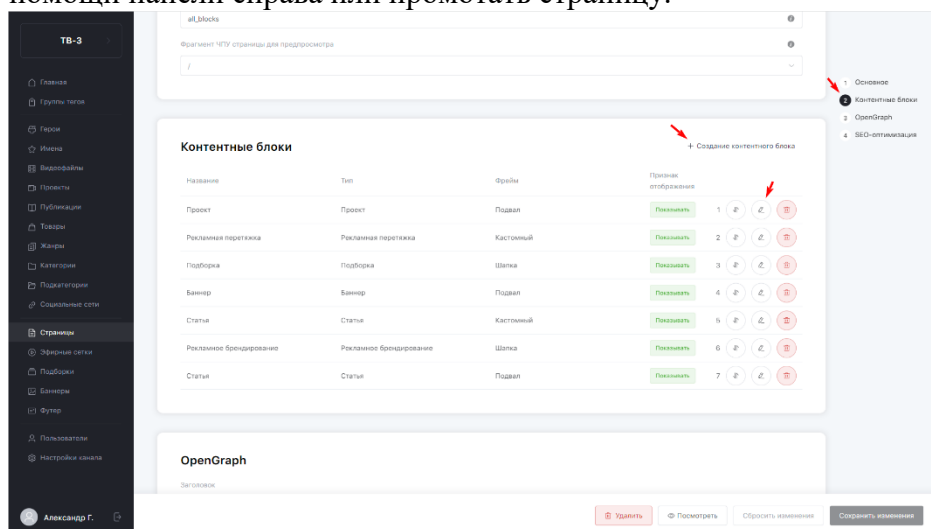 помощи панели справа или промотать страницу.
ТВ-3
Главная
Группы тегов
Герои
Имена
Видеофайлы
Проекты
Публикации
Товары
Жанры
Категории
Подкатегории
Социальные сети
Страницы
Эфирные сетки
Подборки
Баннеры
Футер
Пользователи
Настройки канала
Александр Г.
all_blocks
Фрагмент ЧПУ страницы для предпросмотра
/
Контентные блоки
+ Создание контентного блока
Название Тип Фрейм Признак отображения
Проект Проект Подвал Показывать 1
Рекламная перетяжка Рекламная перетяжка Кастомный Показывать 2
Подборка Подборка Шапка Показывать 3
Баннер Баннер Подвал Показывать 4
Статья Статья Кастомный Показывать 5
Рекламное брендирование Рекламное брендирование Шапка Показывать 6
Статья Статья Подвал Показывать 7
OpenGraph
Заголовок
Удалить Посмотреть Сбросить изменения Сохранить изменения
1 Основное
2 Контентные блоки
3 OpenGraph
4 SEO-оптимизация